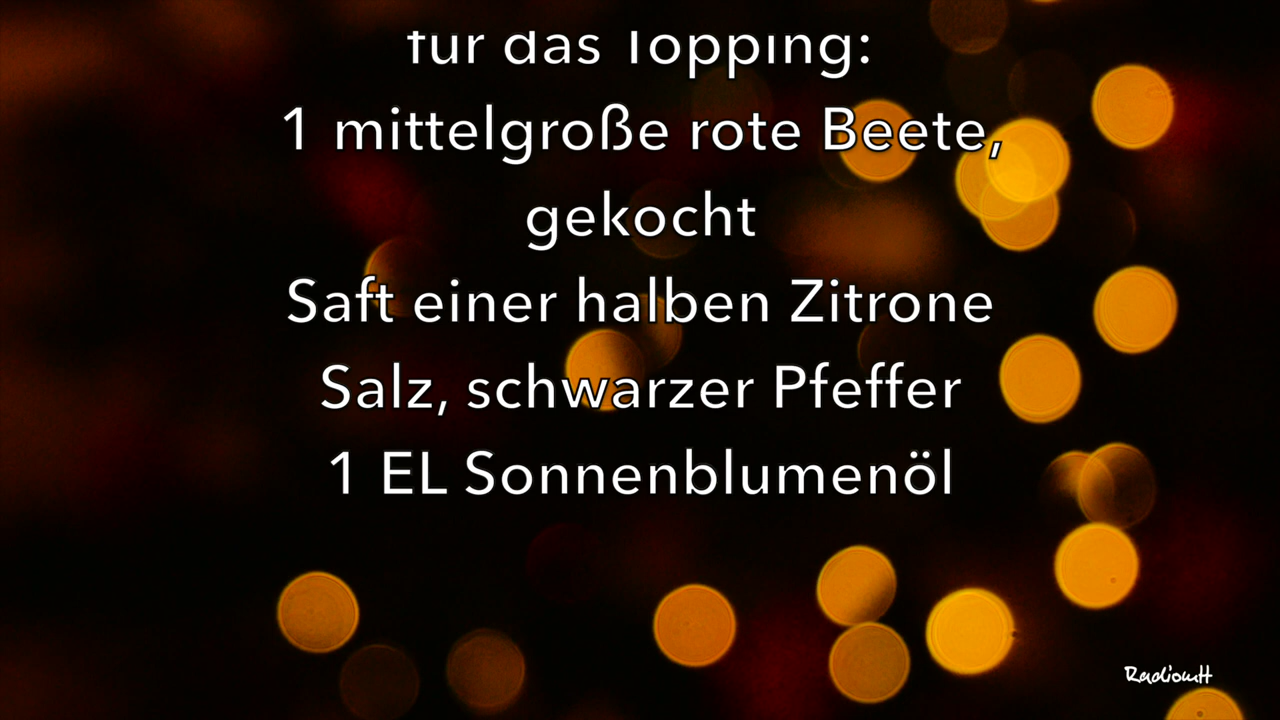 für das Topping:
1 mittelgroße rote Beete,
gekocht
Saft einer halben Zitrone
Salz, schwarzer Pfeffer
1 EL Sonnenblumenöl